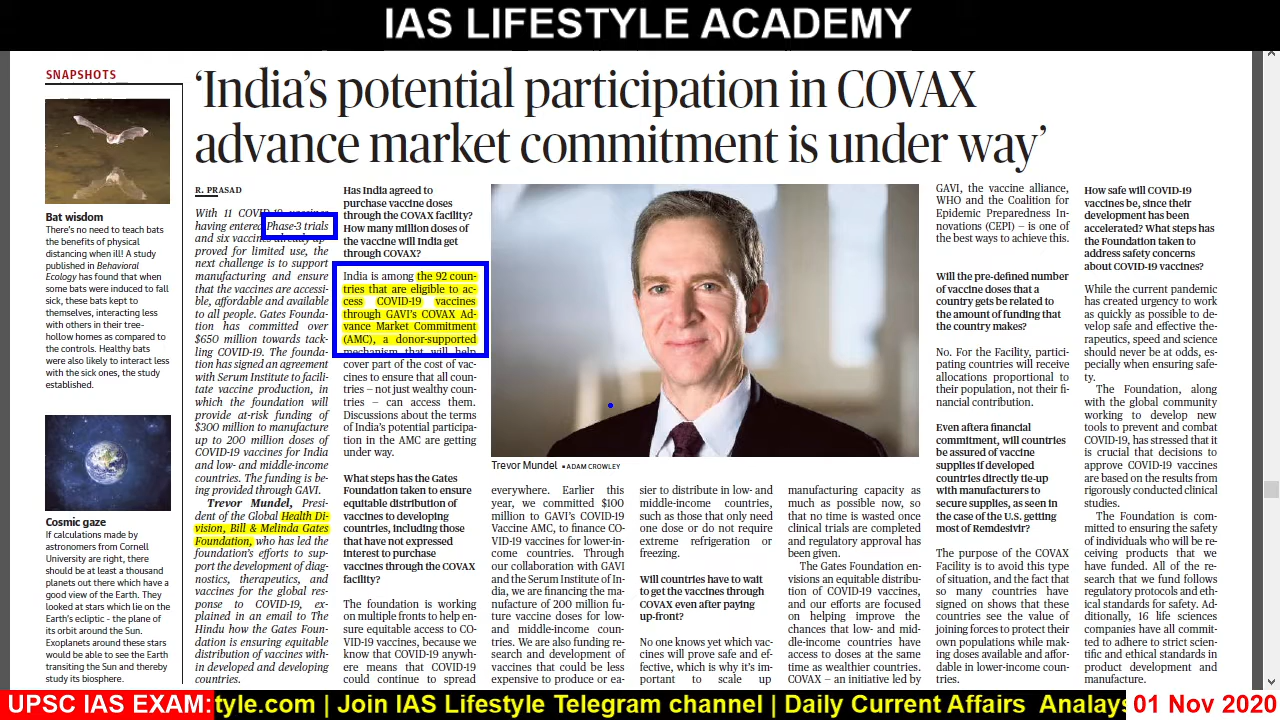 IAS LIFESTYLE ACADEMY
SNAPSHOTS
Bat wisdom
There's no need to teach bats
the benefits of physical
distancing when ill! A study
published in Behavioral
Ecology has found that when
some bats were induced to fall
sick, these bats kept to
themselves, interacting less
with others in their tree-
hollow homes as compared to
the controls. Healthy bats
were also likely to interact less
with the sick ones, the study
established.
Cosmic gaze
If calculations made by
astronomers from Cornell
University are right, there
should be at least a thousand
planets out there which have a
good view of the Earth. They
looked at stars which lie on the
Earth's ecliptic - the plane of
its orbit around the Sun.
Exoplanets around these stars
would be able to see the Earth
transiting the Sun and thereby
study its biosphere.
'India's potential participation in COVAX
advance market commitment is under way'
R. PRASAD
With 11 COVID-19 vaccines
having entered Phase-3 trials
and six vaccines already ap-
proved for limited use, the
next challenge is to support
manufacturing and ensure
that the vaccines are accessi-
ble, affordable and available
to all people. Gates Founda-
tion has committed over
$650 million towards tack-
ling COVID-19. The founda-
tion has signed an agreement
with Serum Institute to facili-
tate vaccine production, in
which the foundation will
provide at-risk funding of
$300 million to manufacture
up to 200 million doses of
COVID-19 vaccines for India
and low- and middle-income
countries. The funding is be-
ing provided through GAVI.
Trevor Mundel, Presi-
dent of the Global Health Di-
vision, Bill & Melinda Gates
Foundation, who has led the
foundation's efforts to sup-
port the development of diag-
nostics, therapeutics, and
vaccines for the global res-
ponse to COVID-19, ex-
plained in an email to The
Hindu how the Gates Foun-
dation is ensuring equitable
distribution of vaccines with-
in developed and developing
countries.
Has India agreed to
purchase vaccine doses
through the COVAX facility?
How many million doses of
the vaccine will India get
through COVAX?
India is among the 92 coun-
tries that are eligible to ac-
cess COVID-19 vaccines
through GAVI's COVAX Ad-
vance Market Commitment
(AMC), a donor-supported
mechanism that will help
cover part of the cost of vac-
cines to ensure that all coun-
tries – not just wealthy coun-
tries – can access them.
Discussions about the terms
of India's potential participa-
tion in the AMC are getting
under way.
What steps has the Gates
Foundation taken to ensure
equitable distribution of
vaccines to developing
countries, including those
that have not expressed
interest to purchase
vaccines through the COVAX
facility?
The foundation is working
on multiple fronts to help en-
sure equitable access to CO-
VID-19 vaccines, because we
know that COVID-19 anywh-
ere means that COVID-19
could continue to spread
Trevor Mundel ▪ ADAM CROWLEY
everywhere. Earlier this
year, we committed $100
million to GAVI's COVID-19
Vaccine AMC, to finance CO-
VID-19 vaccines for lower-in-
come countries. Through
our collaboration with GAVI
and the Serum Institute of In-
dia, we are financing the ma-
nufacture of 200 million fu-
ture vaccine doses for low-
and middle-income coun-
tries. We are also funding re-
search and development of
vaccines that could be less
expensive to produce or ea-
sier to distribute in low- and
middle-income countries,
such as those that only need
one dose or do not require
extreme refrigeration or
freezing.
Will countries have to wait
to get the vaccines through
COVAX even after paying
up-front?
No one knows yet which vac-
cines will prove safe and ef-
fective, which is why it's im-
portant to scale up
manufacturing capacity as
much as possible now, so
that no time is wasted once
clinical trials are completed
and regulatory approval has
been given.
The Gates Foundation en-
visions an equitable distribu-
tion of COVID-19 vaccines,
and our efforts are focused
on helping improve the
chances that low- and mid-
dle-income countries have
access to doses at the same
time as wealthier countries.
COVAX – an initiative led by
GAVI, the vaccine alliance,
WHO and the Coalition for
Epidemic Preparedness In-
novations (CEPI) – is one of
the best ways to achieve this.
Will the pre-defined number
of vaccine doses that a
country gets be related to
the amount of funding that
the country makes?
No. For the Facility, partici-
pating countries will receive
allocations proportional to
their population, not their fi-
nancial contribution.
Even aftera financial
commitment, will countries
be assured of vaccine
supplies if developed
countries directly tie-up
with manufacturers to
secure supplies, as seen in
the case of the U.S. getting
most of Remdesivir?
The purpose of the COVAX
Facility is to avoid this type
of situation, and the fact that
so many countries have
signed on shows that these
countries see the value of
joining forces to protect their
own populations while mak-
ing doses available and affor-
dable in lower-income coun-
tries.
How safe will COVID-19
vaccines be, since their
development has been
accelerated? What steps has
the Foundation taken to
address safety concerns
about COVID-19 vaccines?
While the current pandemic
has created urgency to work
as quickly as possible to de-
velop safe and effective the-
rapeutics, speed and science
should never be at odds, es-
pecially when ensuring safe-
ty.
The Foundation, along
with the global community
working to develop new
tools to prevent and combat
COVID-19, has stressed that it
is crucial that decisions to
approve COVID-19 vaccines
are based on the results from
rigorously conducted clinical
studies.
The Foundation is com-
mitted to ensuring the safety
of individuals who will be re-
ceiving products that we
have funded. All of the re-
search that we fund follows
regulatory protocols and eth-
ical standards for safety. Ad-
ditionally, 16 life sciences
companies have all commit-
ted to adhere to strict scien-
tific and ethical standards in
product development and
manufacture.
UPSC IAS EXAM: tyle.com | Join IAS Lifestyle Telegram channel | Daily Current Affairs Analays 01 Nov 2020